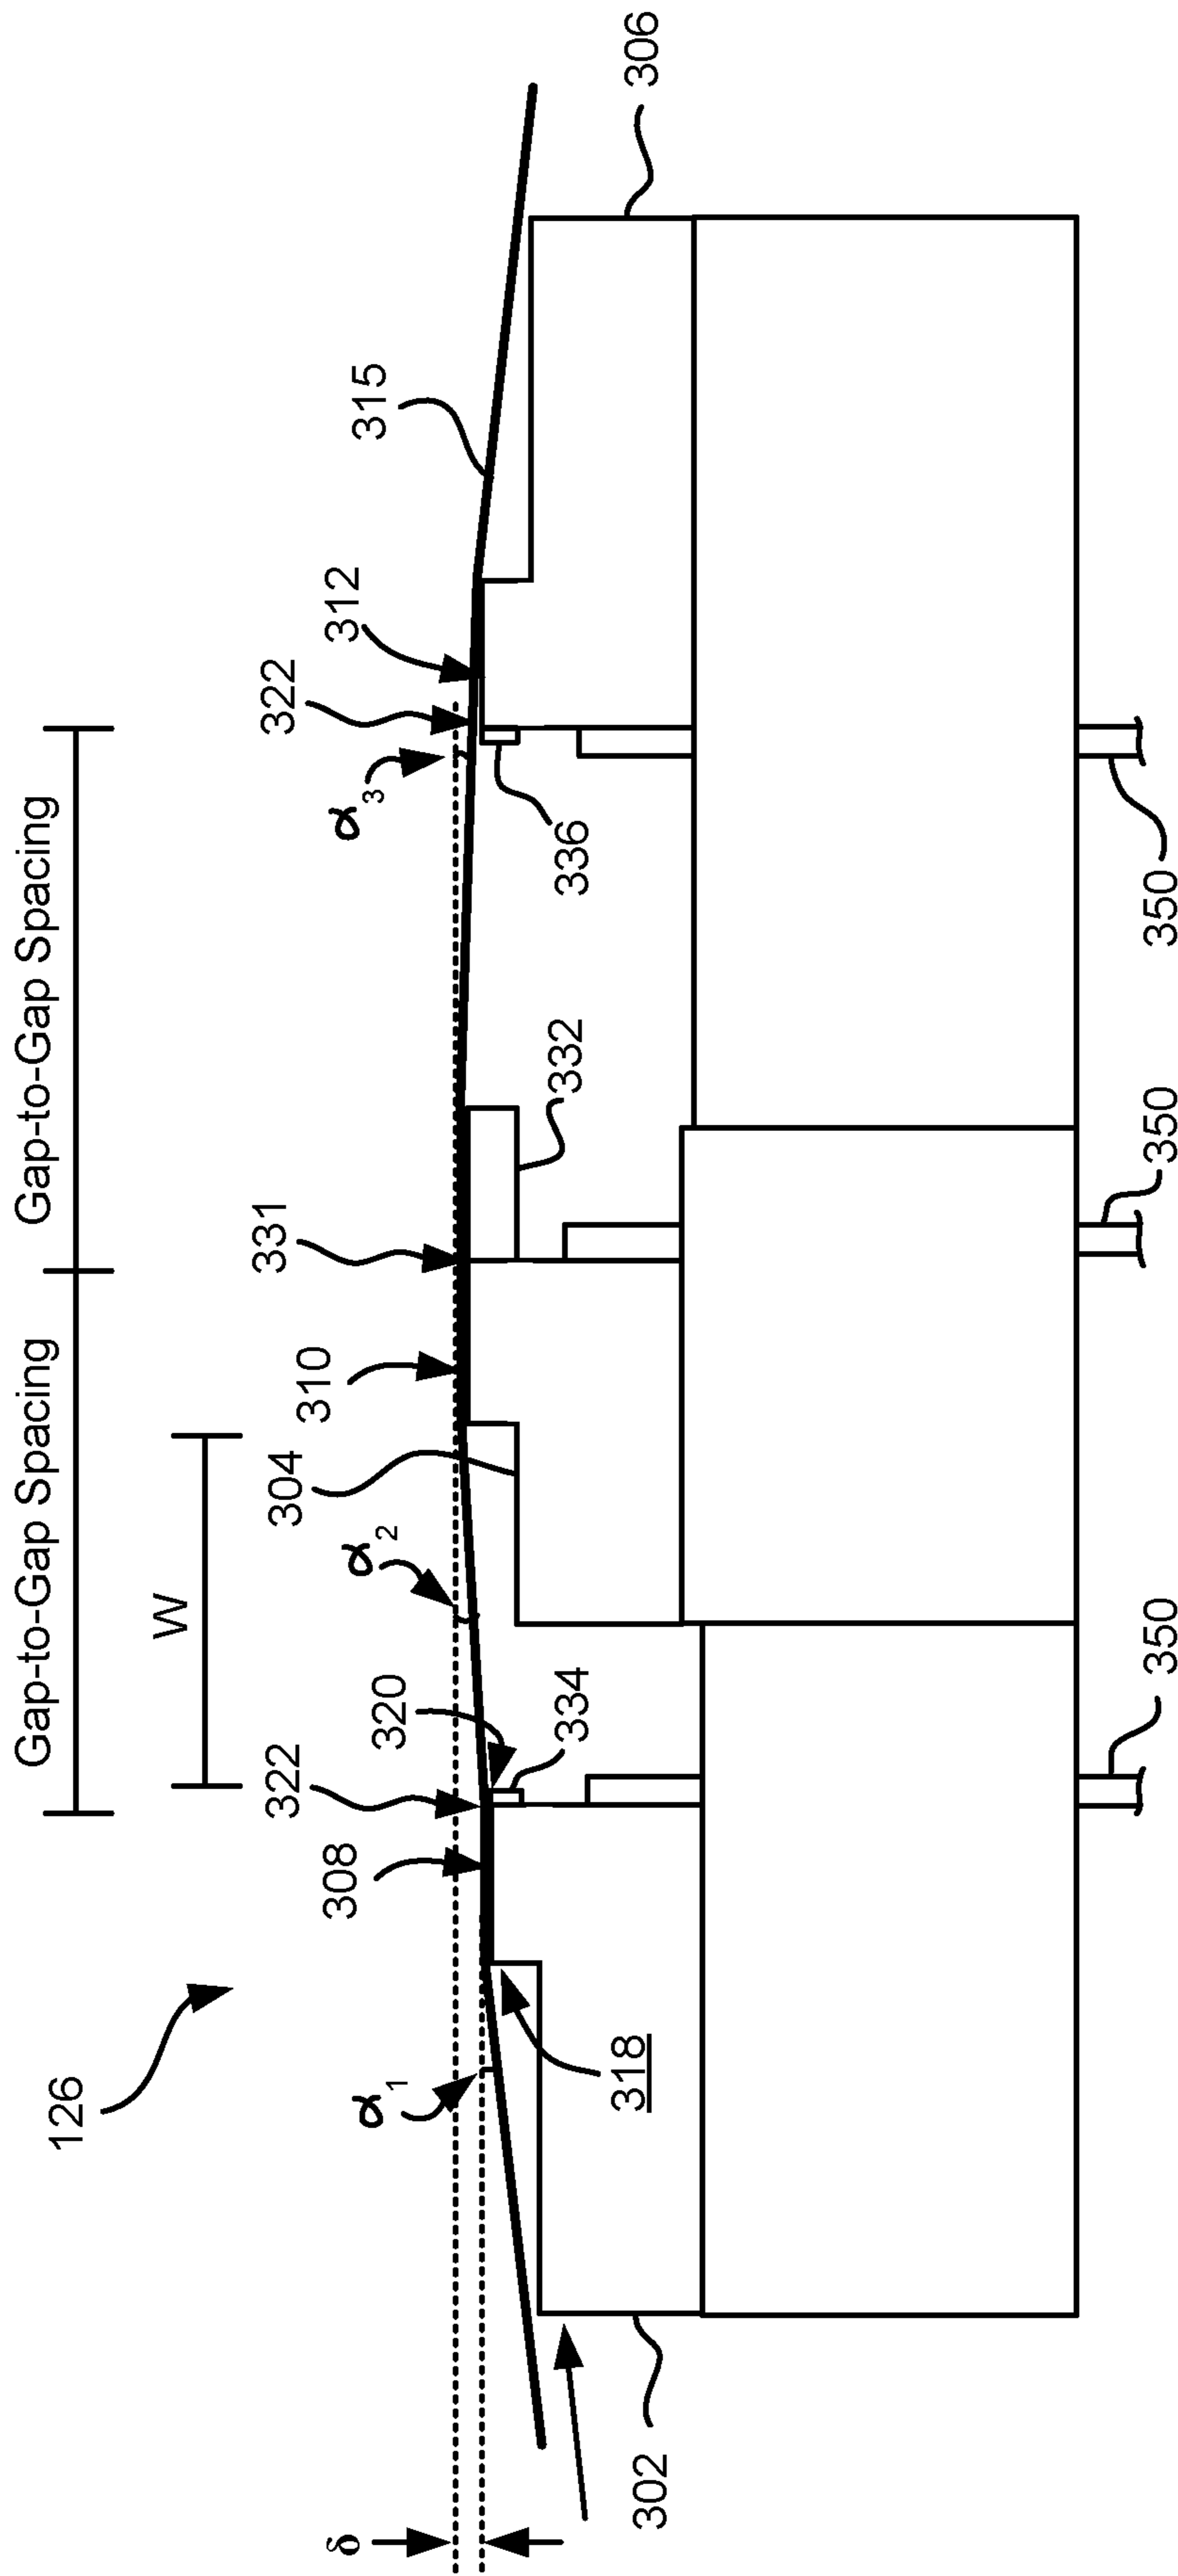 Gap-to-Gap Spacing
Gap-to-Gap Spacing
W
126
α1
318
302
δ
308
322
320
334
α2
304
310
331
332
α3
322
312
336
315
306
350
350
350